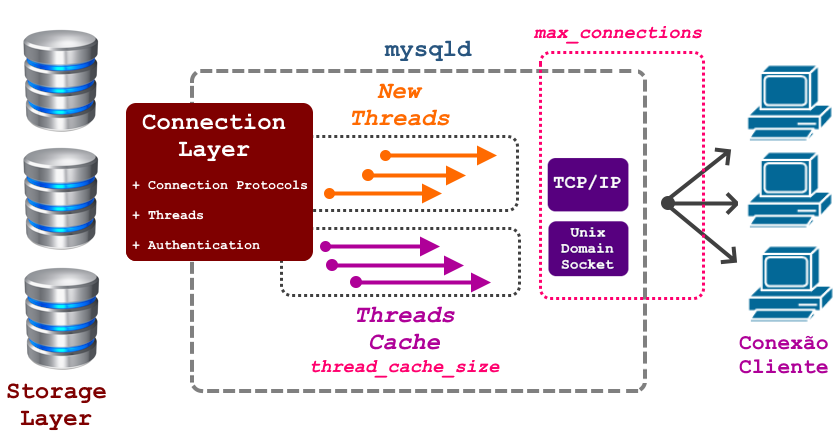 max_connections
mysqld
New
Threads
Connection
Layer
+ Connection Protocols
+ Threads
+ Authentication
TCP/IP
Unix
Domain
Socket
Threads
Cache
thread_cache_size
Conexão
Cliente
Storage
Layer